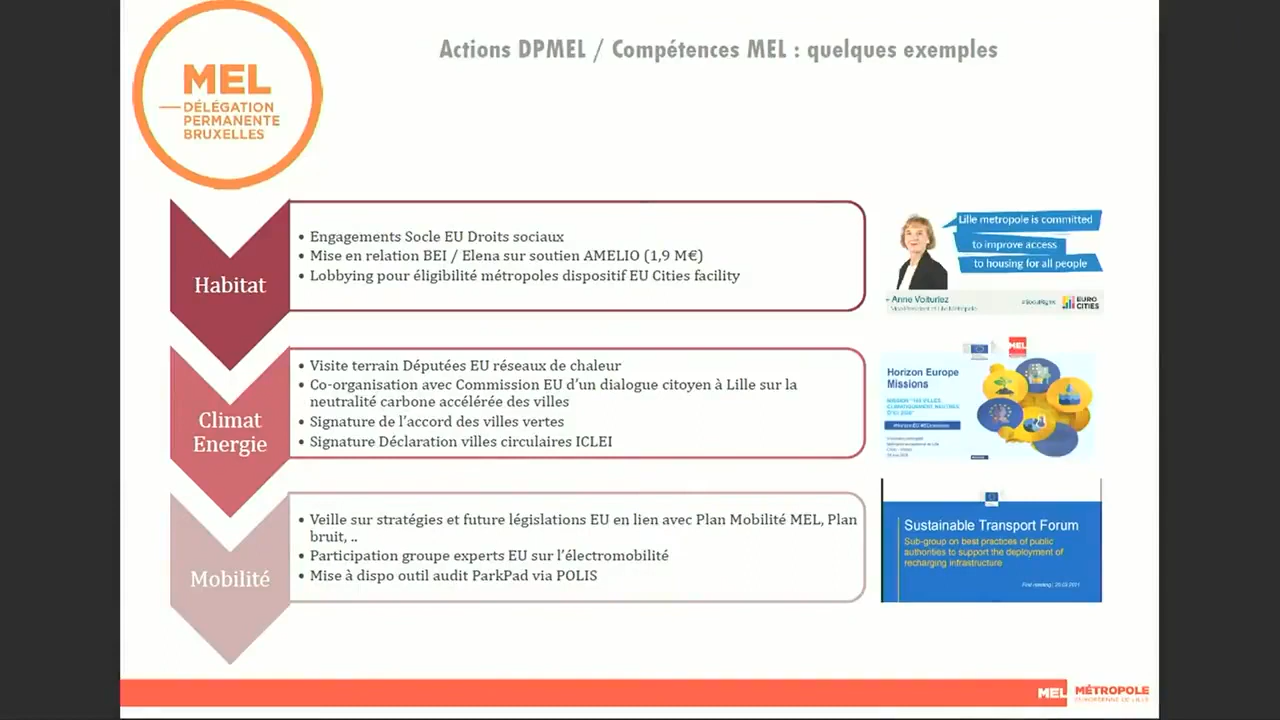 MEL
DÉLÉGATION
PERMANENTE
BRUXELLES
Actions DPMEL / Compétences MEL : quelques exemples
Habitat
• Engagements Socle EU Droits sociaux
• Mise en relation BEI / Elena sur soutien AMELIO (1,9 M€)
• Lobbying pour éligibilité métropoles dispositif EU Cities facility
Lille metropole is committed
to improve access
to housing for all people
- Anne Voituriez
#SocialRights
EURO
CITIES
Climat
Energie
• Visite terrain Députées EU réseaux de chaleur
• Co-organisation avec Commission EU d'un dialogue citoyen à Lille sur la
neutralité carbone accélérée des villes
• Signature de l'accord des villes vertes
• Signature Déclaration villes circulaires ICLEI
MEL
Horizon Europe
Missions
Mobilité
• Veille sur stratégies et future législations EU en lien avec Plan Mobilité MEL, Plan
bruit, ..
• Participation groupe experts EU sur l'électromobilité
• Mise à dispo outil audit ParkPad via POLIS
Sustainable Transport Forum
Sub-group on best practices of public
authorities to support the deployment of
recharging infrastructure
MEL
MÉTROPOLE
EUROPÉENNE DE LILLE